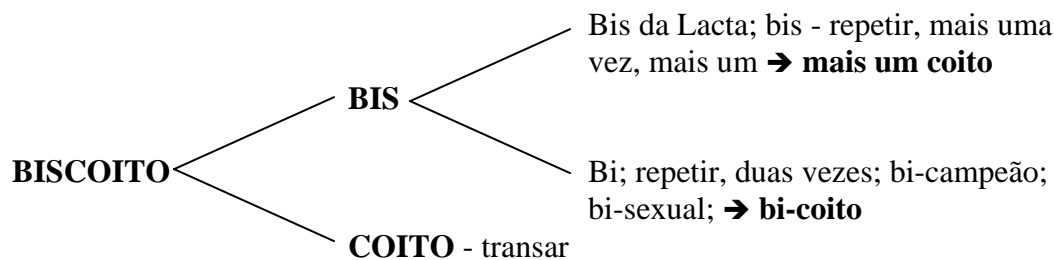 Bis da Lacta; bis - repetir, mais uma
vez, mais um ➔ mais um coito
BIS
BISCOITO
Bi; repetir, duas vezes; bi-campeão;
bi-sexual; ➔ bi-coito
COITO - transar